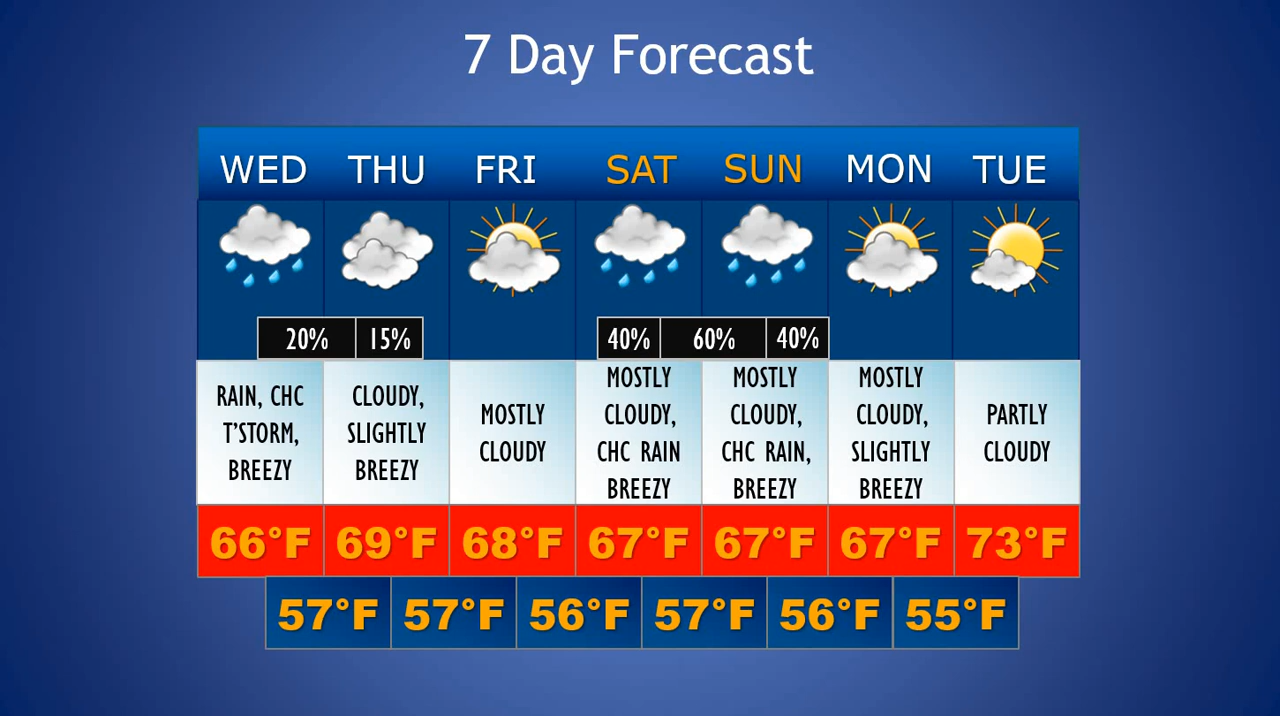 7 Day Forecast
WED THU FRI SAT SUN MON TUE
20% 15% 40% 60% 40%
RAIN, CHC
T'STORM,
BREEZY
CLOUDY,
SLIGHTLY
BREEZY
MOSTLY
CLOUDY
MOSTLY
CLOUDY,
CHC RAIN
BREEZY
MOSTLY
CLOUDY,
CHC RAIN,
BREEZY
MOSTLY
CLOUDY,
SLIGHTLY
BREEZY
PARTLY
CLOUDY
66°F 69°F 68°F 67°F 67°F 67°F 73°F
57°F 57°F 56°F 57°F 56°F 55°F